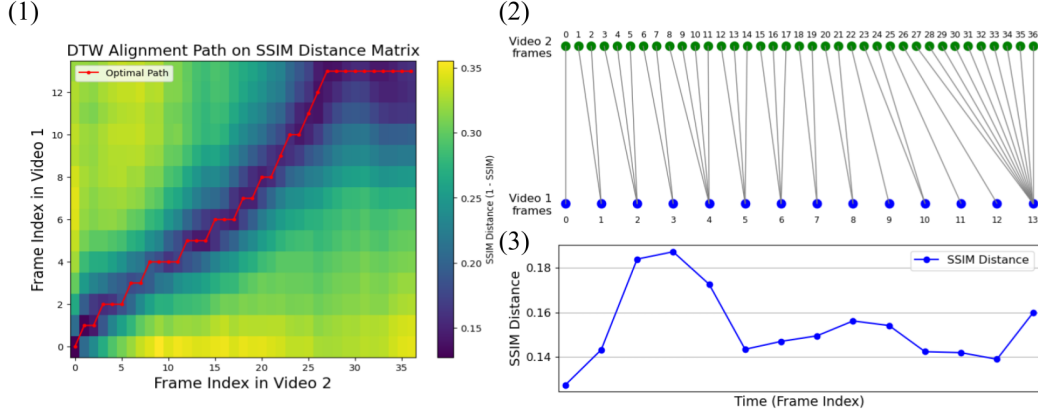 (1)
DTW Alignment Path on SSIM Distance Matrix
Optimal Path
Frame Index in Video 1
12
10
8
6
4
2
0
0 5 10 15 20 25 30 35
Frame Index in Video 2
0.35
0.30
0.25
0.20
0.15
SSIM Distance (1 - SSIM)
(2)
0 1 2 3 4 5 6 7 8 9 10 11 12 13 14 15 16 17 18 19 20 21 22 23 24 25 26 27 28 29 30 31 32 33 34 35 36
Video 2
frames
Video 1
frames
0 1 2 3 4 5 6 7 8 9 10 11 12 13
(3)
SSIM Distance
0.18
0.16
0.14
SSIM Distance
Time (Frame Index)